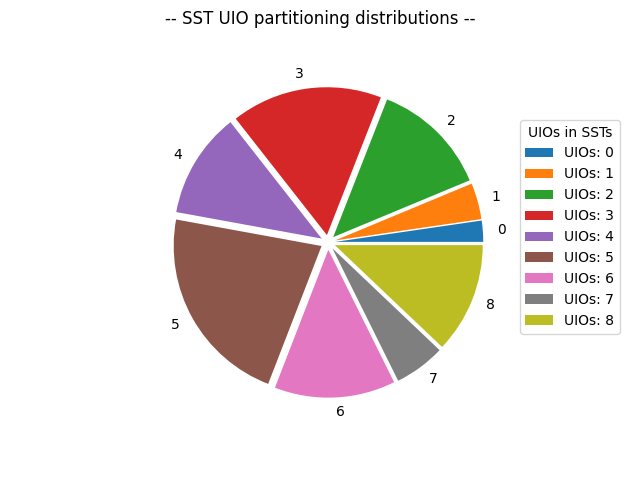 -- SST UIO partitioning distributions --
3
2
4
1
0
5
8
7
6
UIOs in SSTs
UIOs: 0
UIOs: 1
UIOs: 2
UIOs: 3
UIOs: 4
UIOs: 5
UIOs: 6
UIOs: 7
UIOs: 8